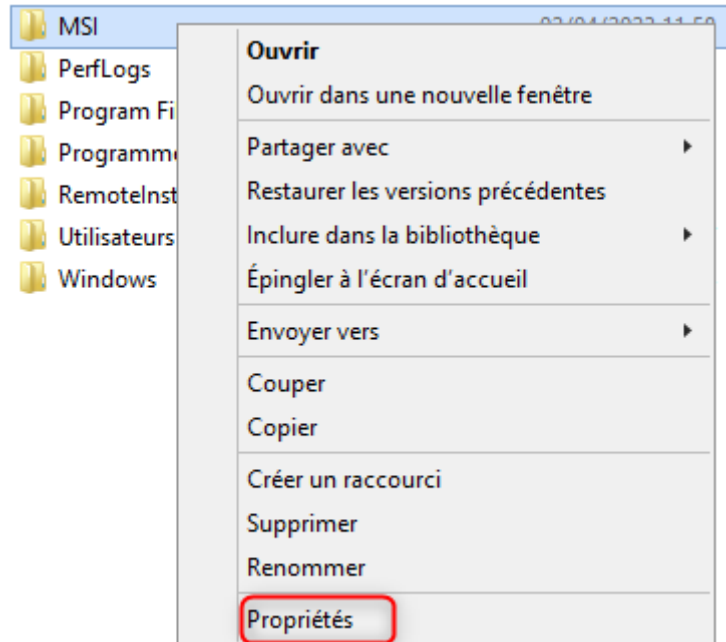 MSI
PerfLogs
Program Fi
Programm
RemoteInst
Utilisateurs
Windows
Ouvrir
Ouvrir dans une nouvelle fenêtre
Partager avec
Restaurer les versions précédentes
Inclure dans la bibliothèque
Épingler à l'écran d'accueil
Envoyer vers
Couper
Copier
Créer un raccourci
Supprimer
Renommer
Propriétés